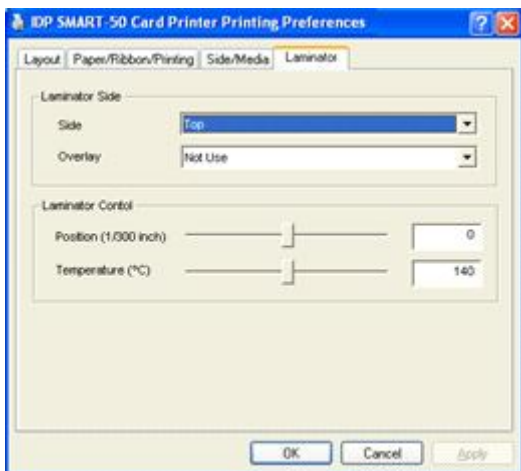 IDP SMART-50 Card Printer Printing Preferences
Layout Paper/Ribbon/Printing Side/Media Laminator
Laminator Side
Side Top
Overlay Not Use
Laminator Contol
Position (1/300 inch) 0
Temperature (°C) 140
OK Cancel Apply